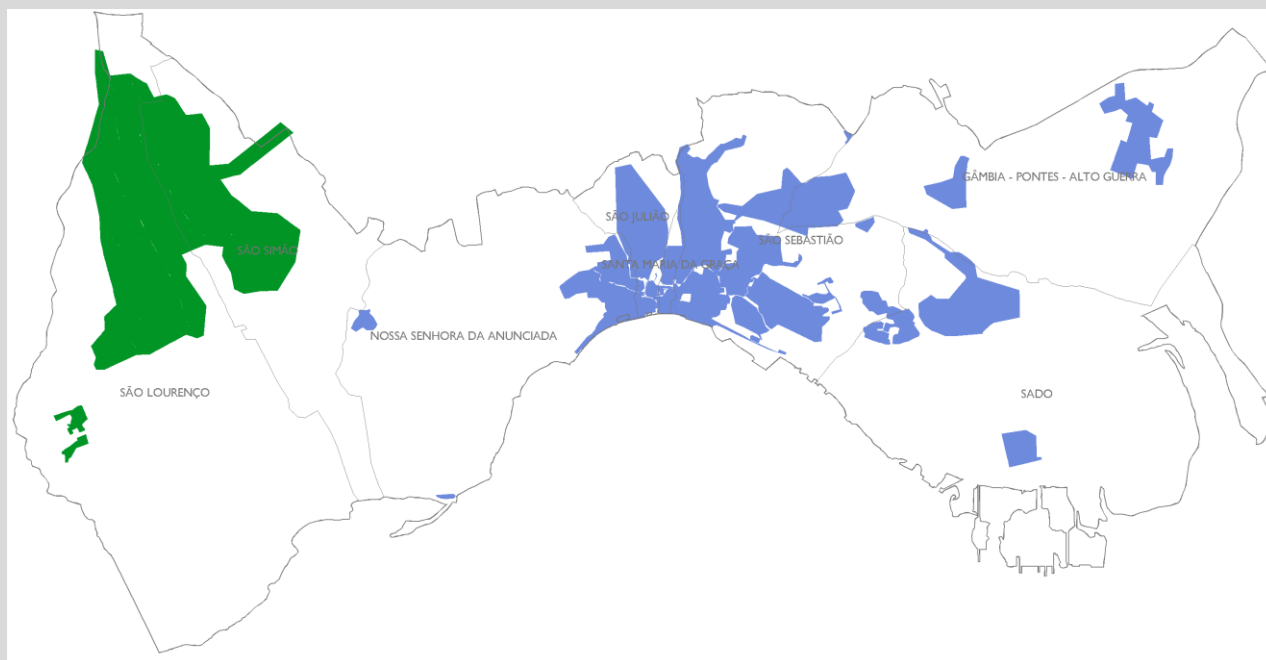 GÂMBIA - PONTES - ALTO GUERRA
SÃO JULIÃO
SÃO SEBASTIÃO
SÃO SIMÃO
SANTA MARIA DA GRAÇA
NOSSA SENHORA DA ANUNCIADA
SÃO LOURENÇO
SADO